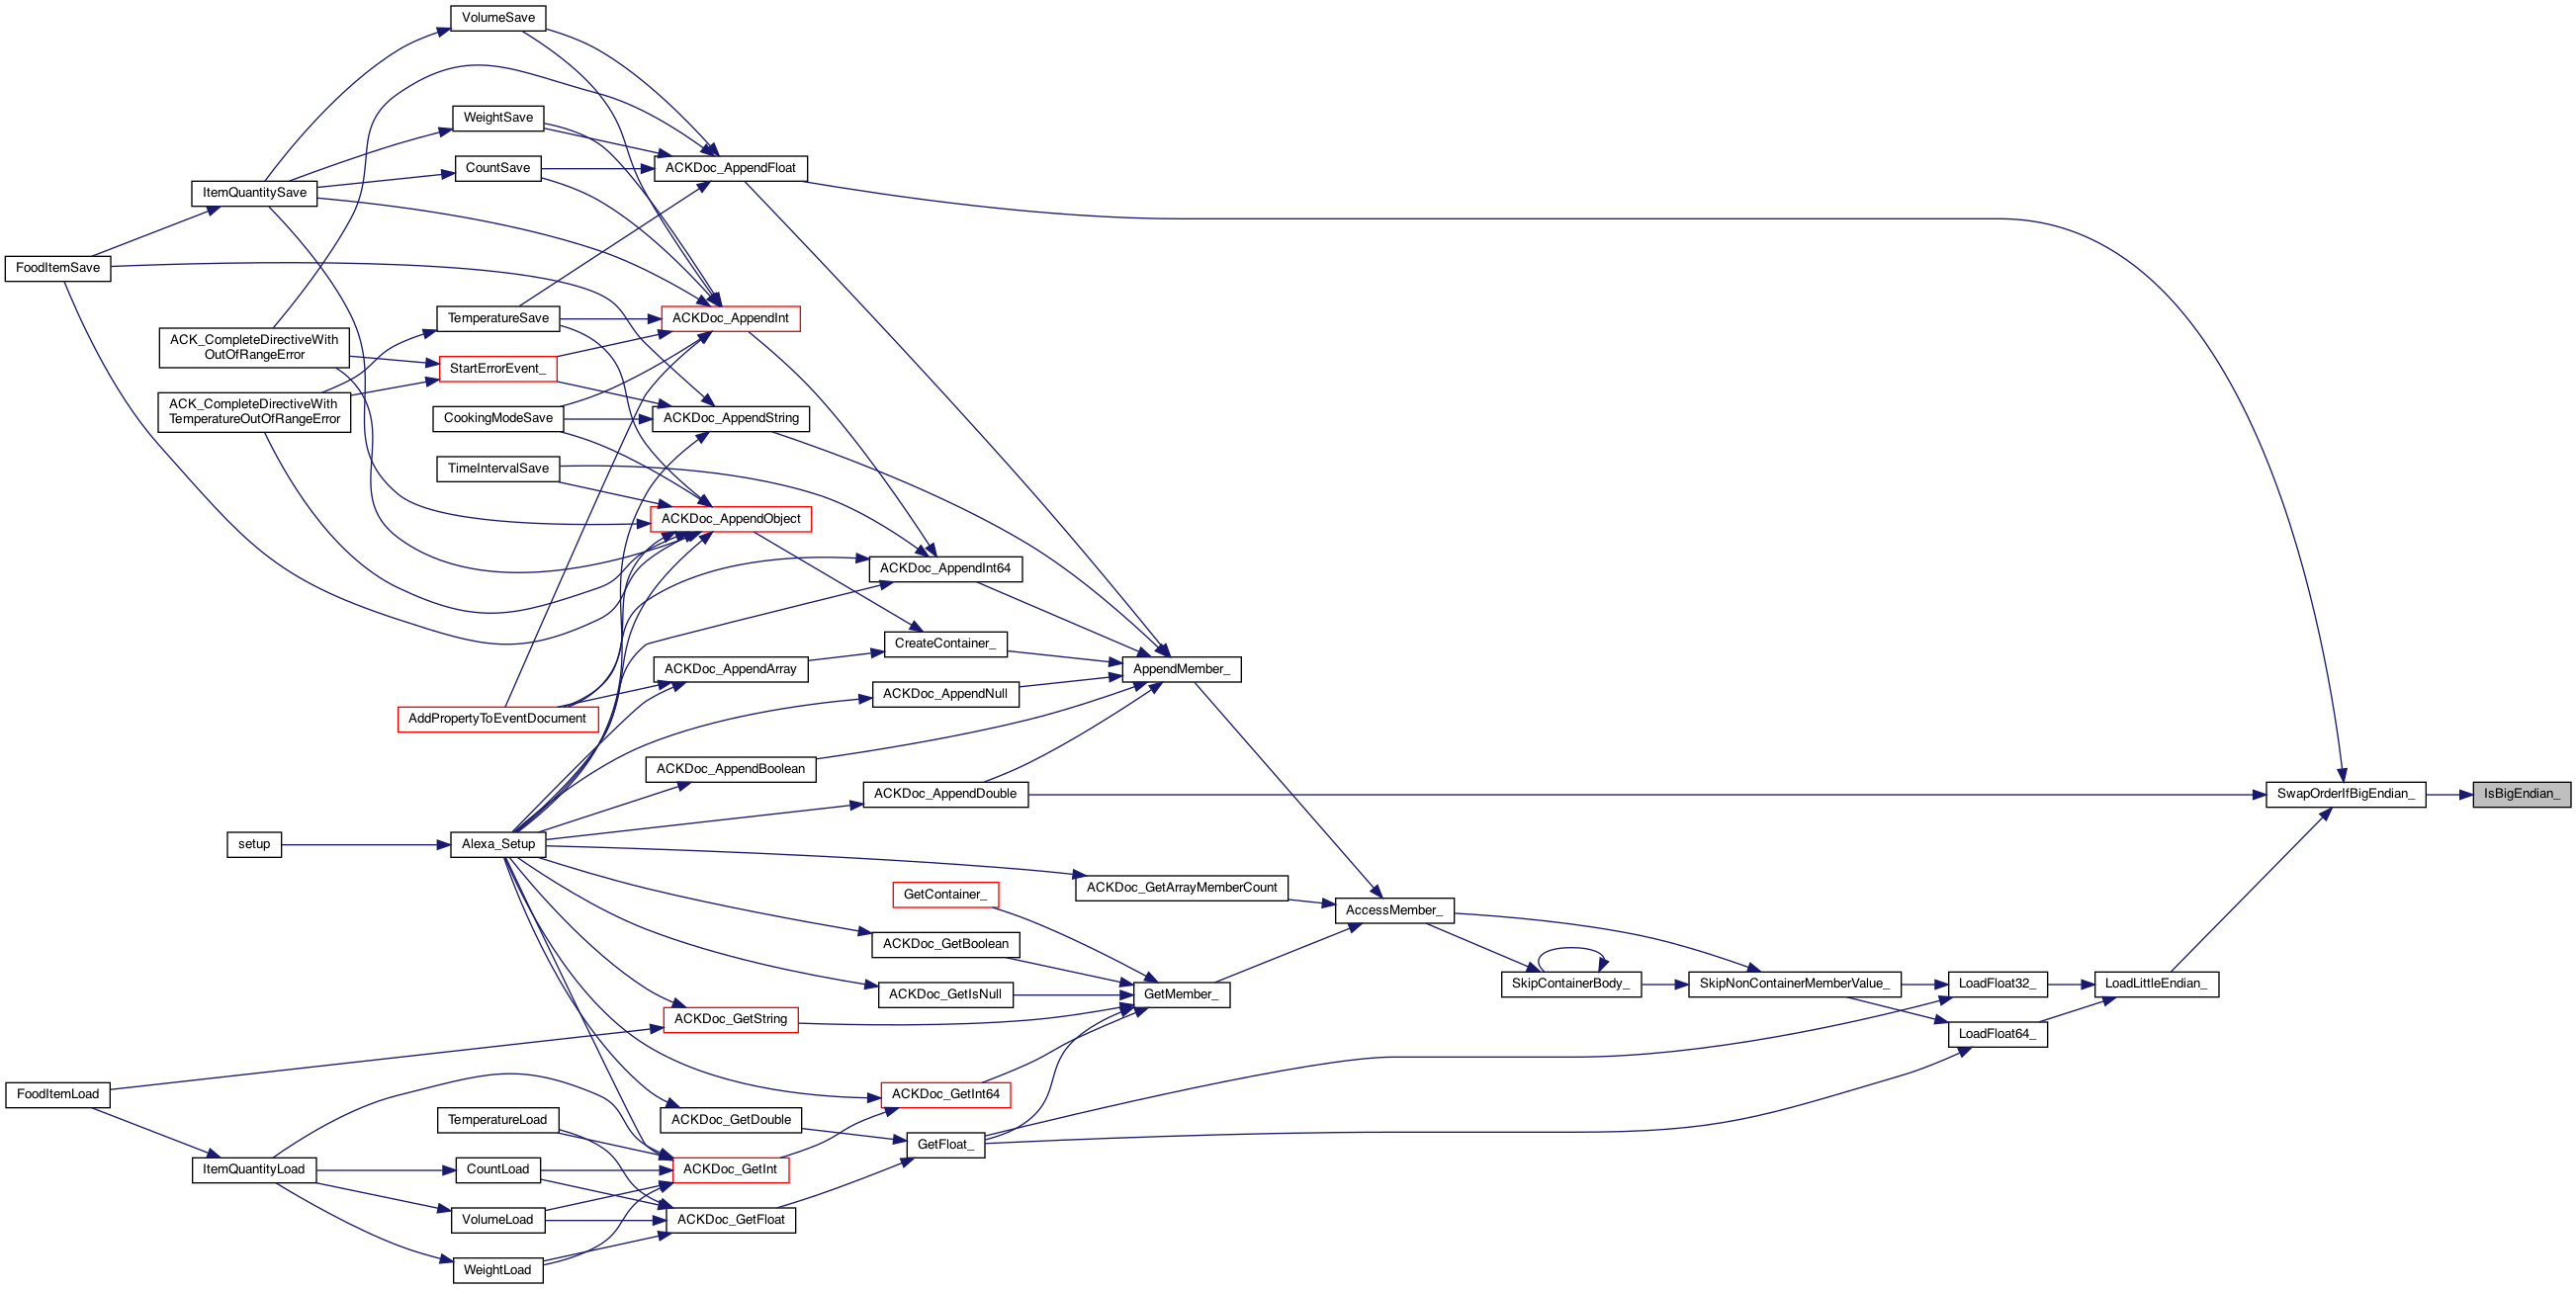 VolumeSave
WeightSave
CountSave
ACKDoc_AppendFloat
ItemQuantitySave
FoodItemSave
TemperatureSave
ACKDoc_AppendInt
ACK_CompleteDirectiveWith
OutOfRangeError
StartErrorEvent_
ACK_CompleteDirectiveWith
TemperatureOutOfRangeError
CookingModeSave
ACKDoc_AppendString
TimeIntervalSave
ACKDoc_AppendObject
ACKDoc_AppendInt64
CreateContainer_
ACKDoc_AppendArray
AppendMember_
ACKDoc_AppendNull
AddPropertyToEventDocument
ACKDoc_AppendBoolean
ACKDoc_AppendDouble
SwapOrderIfBigEndian_
IsBigEndian_
setup
Alexa_Setup
ACKDoc_GetArrayMemberCount
GetContainer_
AccessMember_
ACKDoc_GetBoolean
SkipContainerBody_
SkipNonContainerMemberValue_
LoadFloat32_
LoadLittleEndian_
ACKDoc_GetIsNull
GetMember_
ACKDoc_GetString
LoadFloat64_
FoodItemLoad
ACKDoc_GetInt64
TemperatureLoad
ACKDoc_GetDouble
GetFloat_
ItemQuantityLoad
CountLoad
ACKDoc_GetInt
VolumeLoad
ACKDoc_GetFloat
WeightLoad